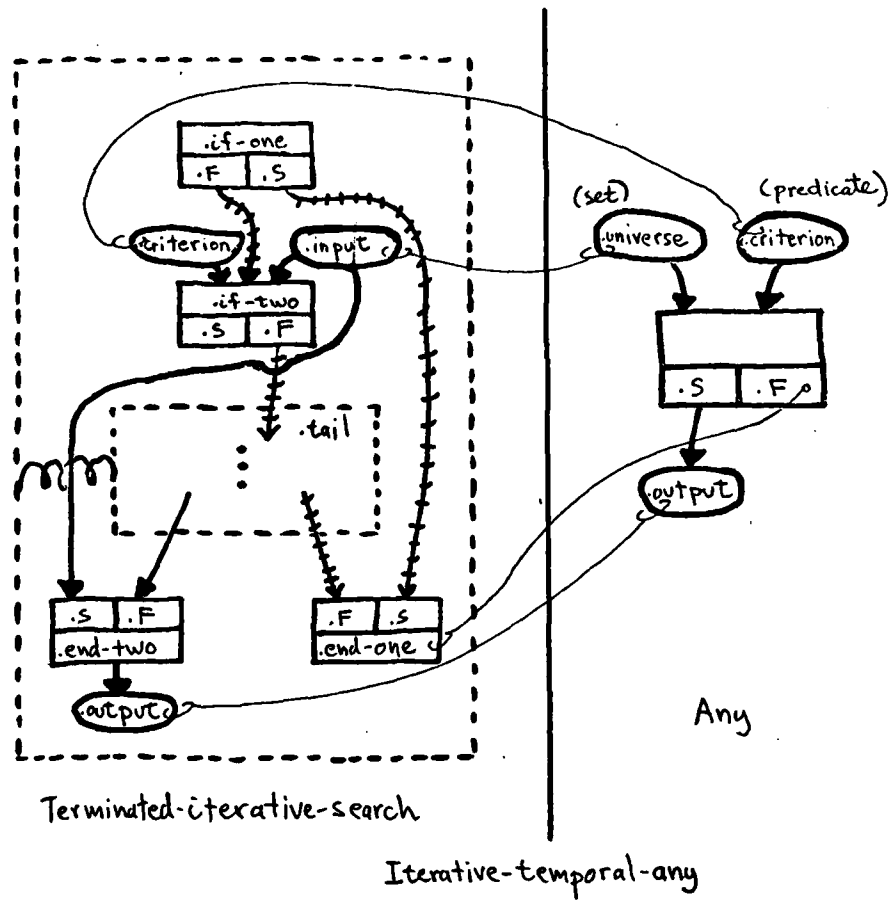 .if-one
.F .S
.criterion
.input
.if-two
.S .F
.tail
.S .F
.end-two
.F .S
.end-one
.output
Terminated-iterative-search
(set)
(predicate)
.universe
.criterion
.S .F
.output
Any
Iterative-temporal-any